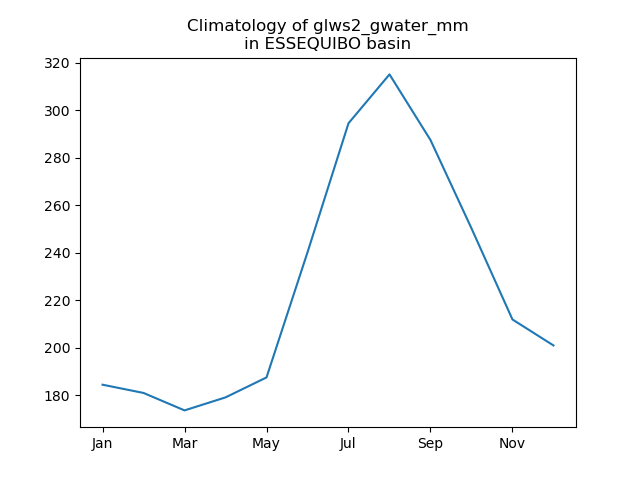 Climatology of glws2_gwater_mm
in ESSEQUIBO basin
320
300
280
260
240
220
200
180
Jan
Mar
May
Jul
Sep
Nov